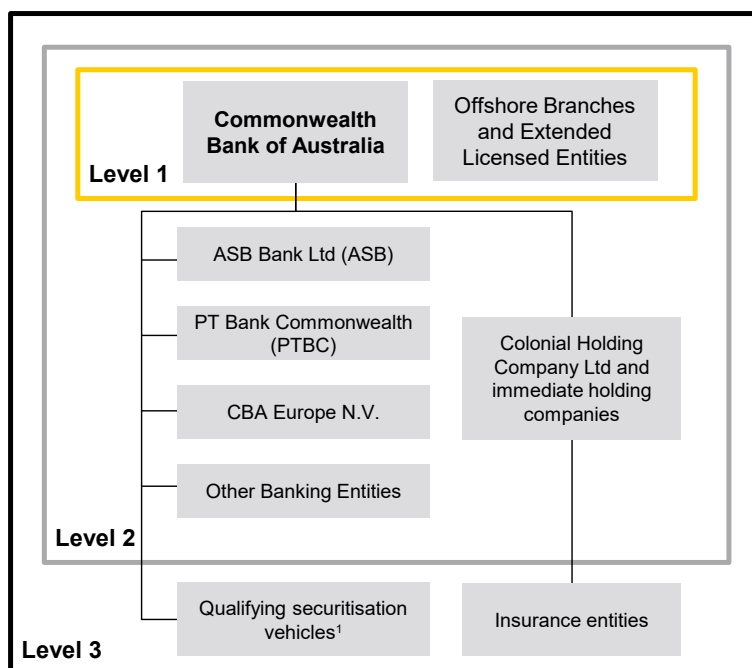 Commonwealth
Bank of Australia
Offshore Branches
and Extended
Licensed Entities
Level 1
ASB Bank Ltd (ASB)
PT Bank Commonwealth
(PTBC)
Colonial Holding
Company Ltd and
immediate holding
companies
CBA Europe N.V.
Other Banking Entities
Level 2
Qualifying securitisation
vehicles¹
Insurance entities
Level 3